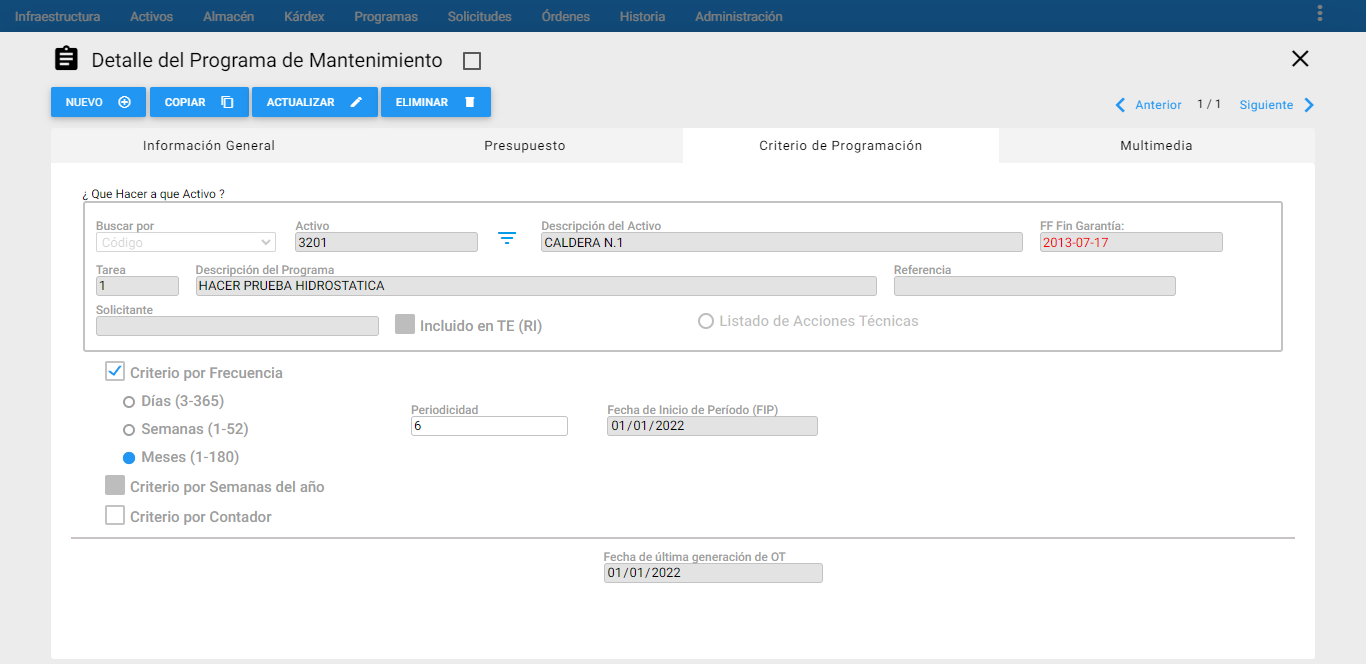 Infraestructura Activos Almacén Kárdex Programas Solicitudes Órdenes Historia Administración
Detalle del Programa de Mantenimiento
NUEVO COPIAR ACTUALIZAR ELIMINAR
Anterior 1 / 1 Siguiente
Información General Presupuesto Criterio de Programación Multimedia
¿ Que Hacer a que Activo ?
Buscar por Activo Descripción del Activo FF Fin Garantía:
Código 3201 CALDERA N.1 2013-07-17
Tarea Descripción del Programa Referencia
1 HACER PRUEBA HIDROSTATICA
Solicitante
Incluido en TE (RI) Listado de Acciones Técnicas
Criterio por Frecuencia
Días (3-365)
Periodicidad Fecha de Inicio de Período (FIP)
Semanas (1-52) 6 01/01/2022
Meses (1-180)
Criterio por Semanas del año
Criterio por Contador
Fecha de última generación de OT
01/01/2022